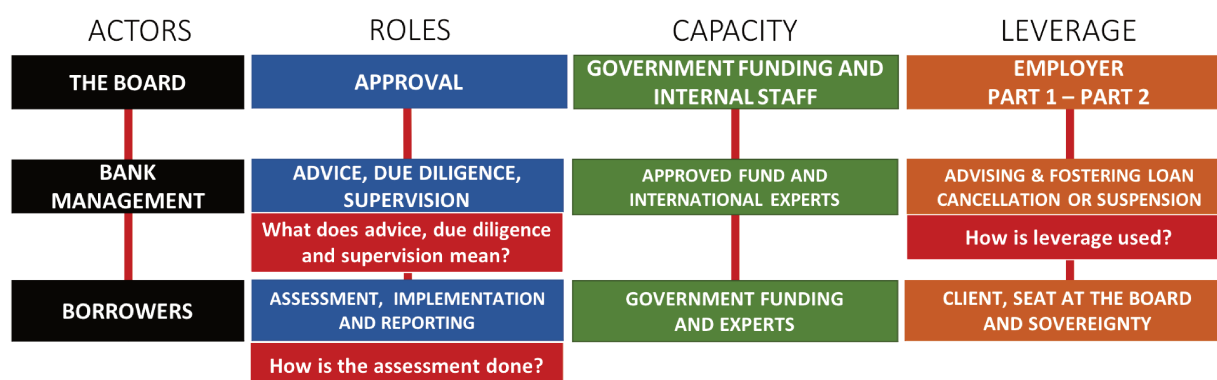 ACTORS
ROLES
CAPACITY
LEVERAGE
THE BOARD
APPROVAL
GOVERNMENT FUNDING AND
INTERNAL STAFF
EMPLOYER
PART 1 – PART 2
BANK
MANAGEMENT
ADVICE, DUE DILIGENCE,
SUPERVISION
What does advice, due diligence
and supervision mean?
APPROVED FUND AND
INTERNATIONAL EXPERTS
ADVISING & FOSTERING LOAN
CANCELLATION OR SUSPENSION
How is leverage used?
BORROWERS
ASSESSMENT, IMPLEMENTATION
AND REPORTING
How is the assessment done?
GOVERNMENT FUNDING
AND EXPERTS
CLIENT, SEAT AT THE BOARD
AND SOVEREIGNTY